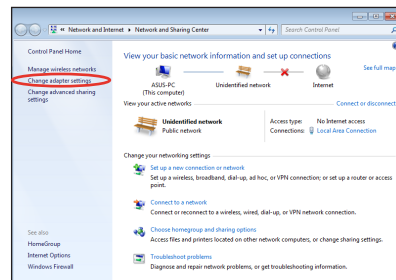 « Network and Internet ▸ Network and Sharing Center
Search Control Panel
Control Panel Home
Manage wireless networks
Change adapter settings
Change advanced sharing
settings
See also
HomeGroup
Internet Options
Windows Firewall
View your basic network information and set up connections
See full map
ASUS-PC
(This computer)
Unidentified network
Internet
View your active networks
Connect or disconnect
Unidentified network
Public network
Access type: No Internet access
Connections: Local Area Connection
Change your networking settings
Set up a new connection or network
Set up a wireless, broadband, dial-up, ad hoc, or VPN connection; or set up a router or access
point.
Connect to a network
Connect or reconnect to a wireless, wired, dial-up, or VPN network connection.
Choose homegroup and sharing options
Access files and printers located on other network computers, or change sharing settings.
Troubleshoot problems
Diagnose and repair network problems, or get troubleshooting information.